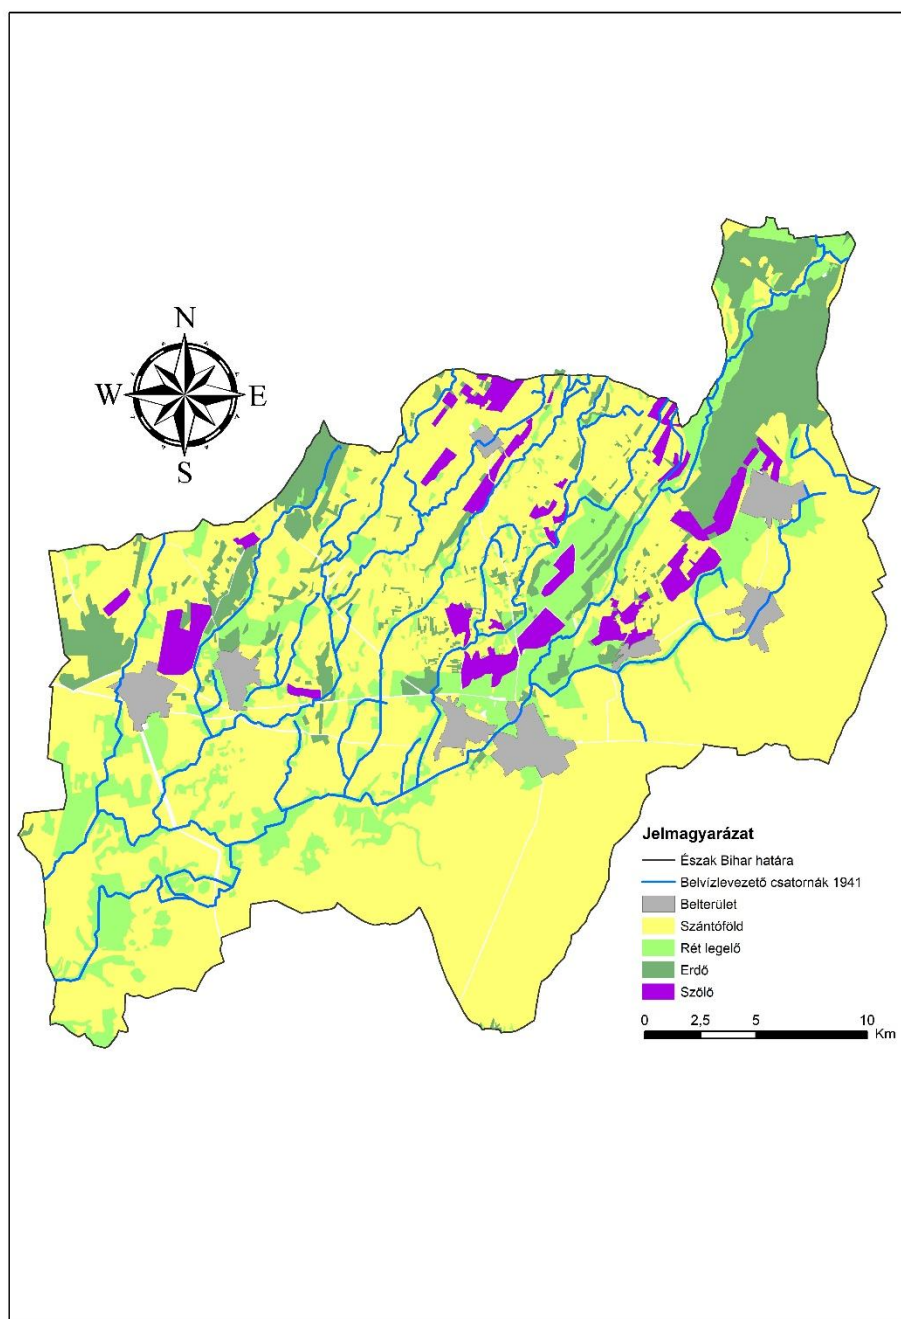 N
W
E
S
Jelmagyarázat
Észak Bihar határa
Belvízlevezető csatornák 1941
Belterület
Szántóföld
Rét legelő
Erdő
Szőlő
0 2,5 5 10
Km